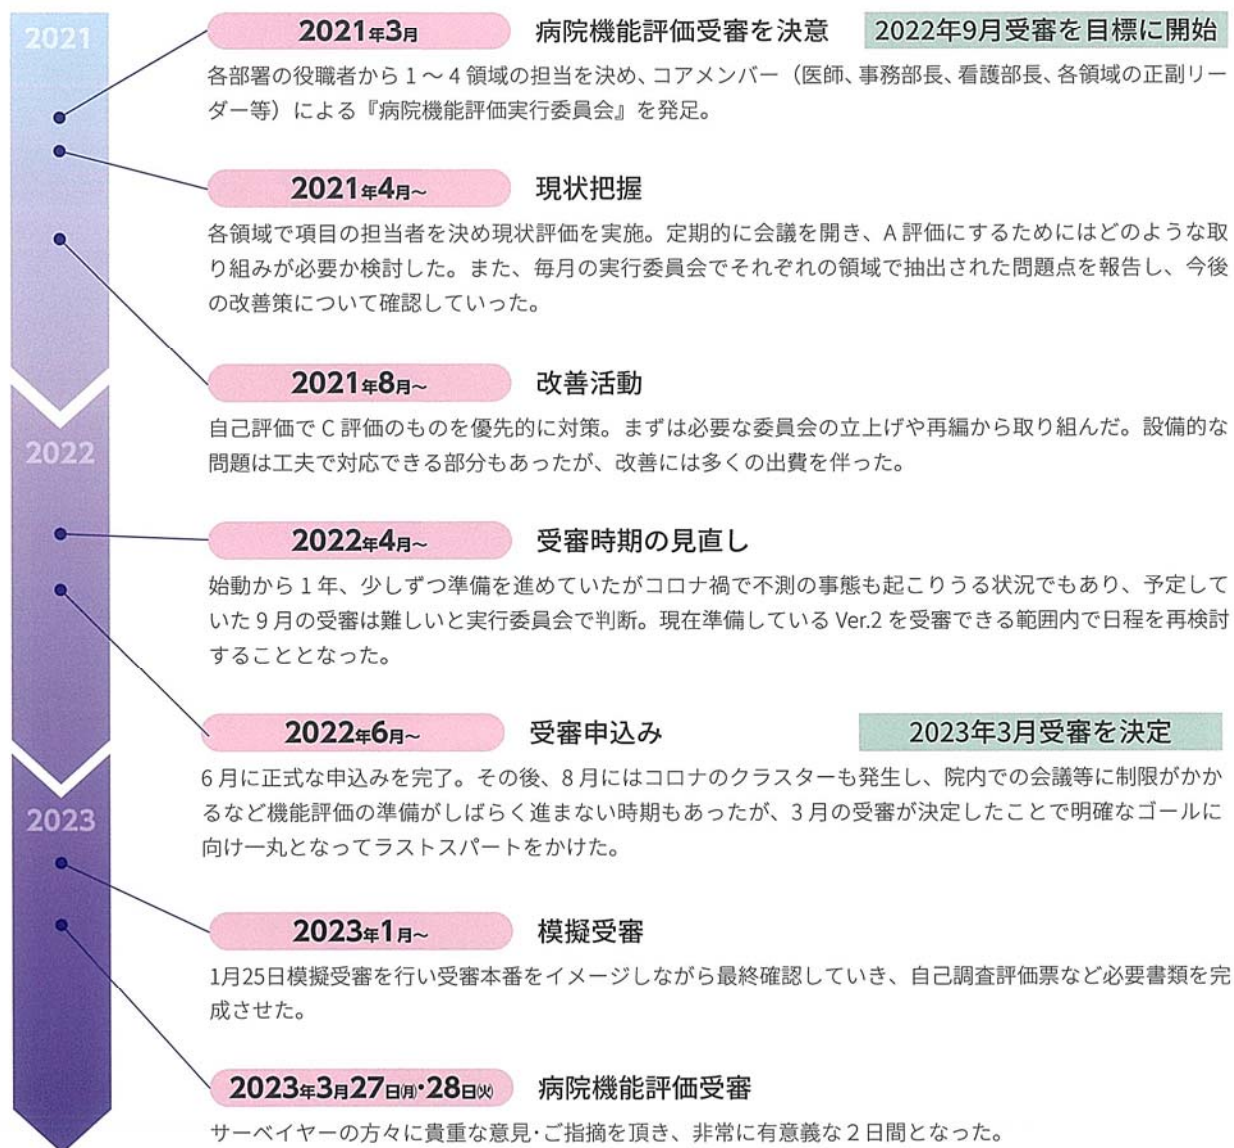 2021
2021年3月 病院機能評価受審を決意 2022年9月受審を目標に開始
各部署の役職者から1～4領域の担当を決め、コアメンバー（医師、事務部長、看護部長、各領域の正副リー
ダー等）による『病院機能評価実行委員会』を発足。
2021年4月～ 現状把握
各領域で項目の担当者を決め現状評価を実施。定期的に会議を開き、A評価にするためにはどのような取
り組みが必要か検討した。また、毎月の実行委員会でそれぞれの領域で抽出された問題点を報告し、今後
の改善策について確認していった。
2021年8月～ 改善活動
自己評価でC評価のものを優先的に対策。まずは必要な委員会の立上げや再編から取り組んだ。設備的な
問題は工夫で対応できる部分もあったが、改善には多くの出費を伴った。
2022
2022年4月～ 受審時期の見直し
始動から1年、少しずつ準備を進めていたがコロナ禍で不測の事態も起こりうる状況でもあり、予定して
いた9月の受審は難しいと実行委員会で判断。現在準備しているVer.2を受審できる範囲内で日程を再検討
することとなった。
2022年6月～ 受審申込み 2023年3月受審を決定
6月に正式な申込みを完了。その後、8月にはコロナのクラスターも発生し、院内での会議等に制限がかか
るなど機能評価の準備がしばらく進まない時期もあったが、3月の受審が決定したことで明確なゴールに
向け一丸となってラストスパートをかけた。
2023
2023年1月～ 模擬受審
1月25日模擬受審を行い受審本番をイメージしながら最終確認していき、自己調査評価票など必要書類を完
成させた。
2023年3月27日㈪・28日㈫ 病院機能評価受審
サーベイヤーの方々に貴重な意見・ご指摘を頂き、非常に有意義な2日間となった。